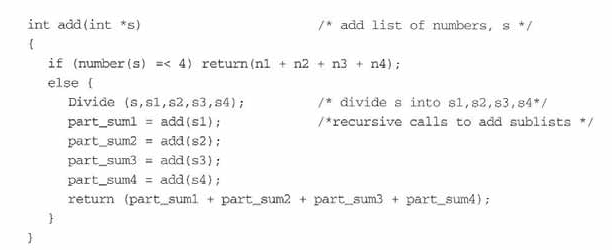 int add(int *s) /* add list of numbers, s */
{
if (number(s) =< 4) return(n1 + n2 + n3 + n4);
else {
Divide (s,s1,s2,s3,s4); /* divide s into s1,s2,s3,s4*/
part_sum1 = add(s1); /*recursive calls to add sublists */
part_sum2 = add(s2);
part_sum3 = add(s3);
part_sum4 = add(s4);
return (part_sum1 + part_sum2 + part_sum3 + part_sum4);
}
}